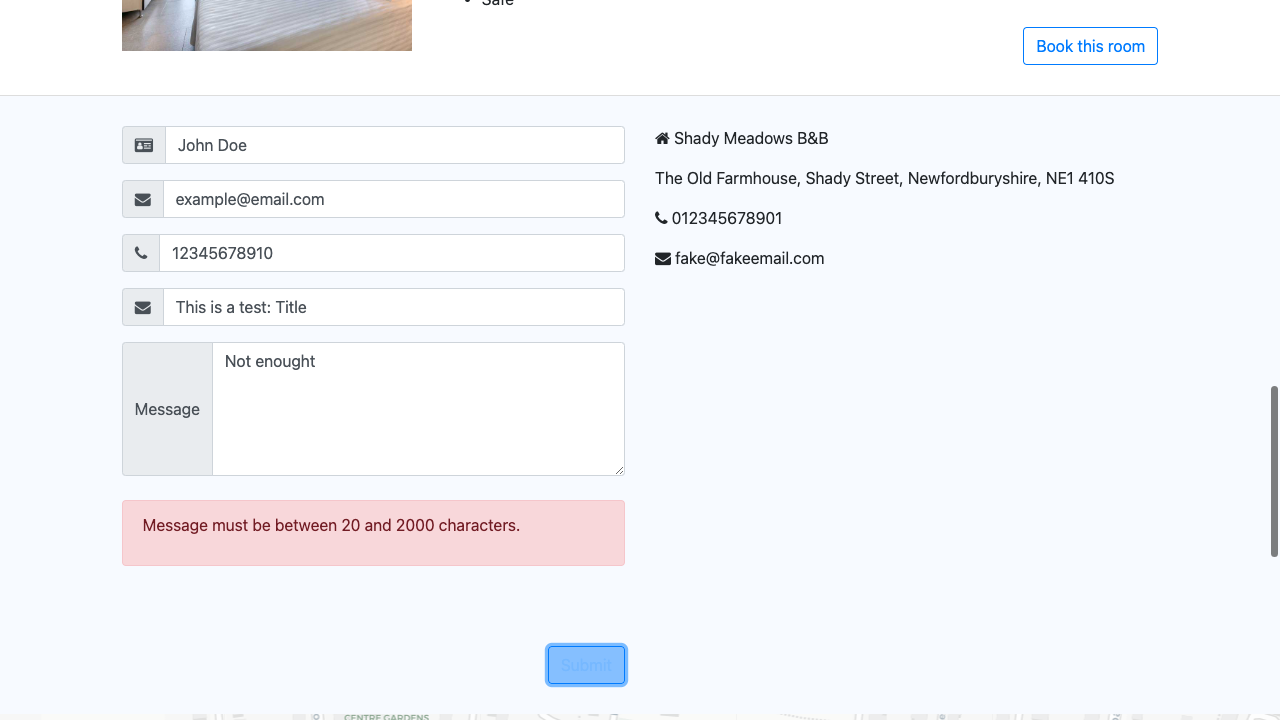 Safe
Book this room
John Doe
example@email.com
12345678910
This is a test: Title
Message
Not enought
Message must be between 20 and 2000 characters.
Submit
Shady Meadows B&B
The Old Farmhouse, Shady Street, Newfordburyshire, NE1 410S
012345678901
fake@fakeemail.com
CENTRE GARDENS